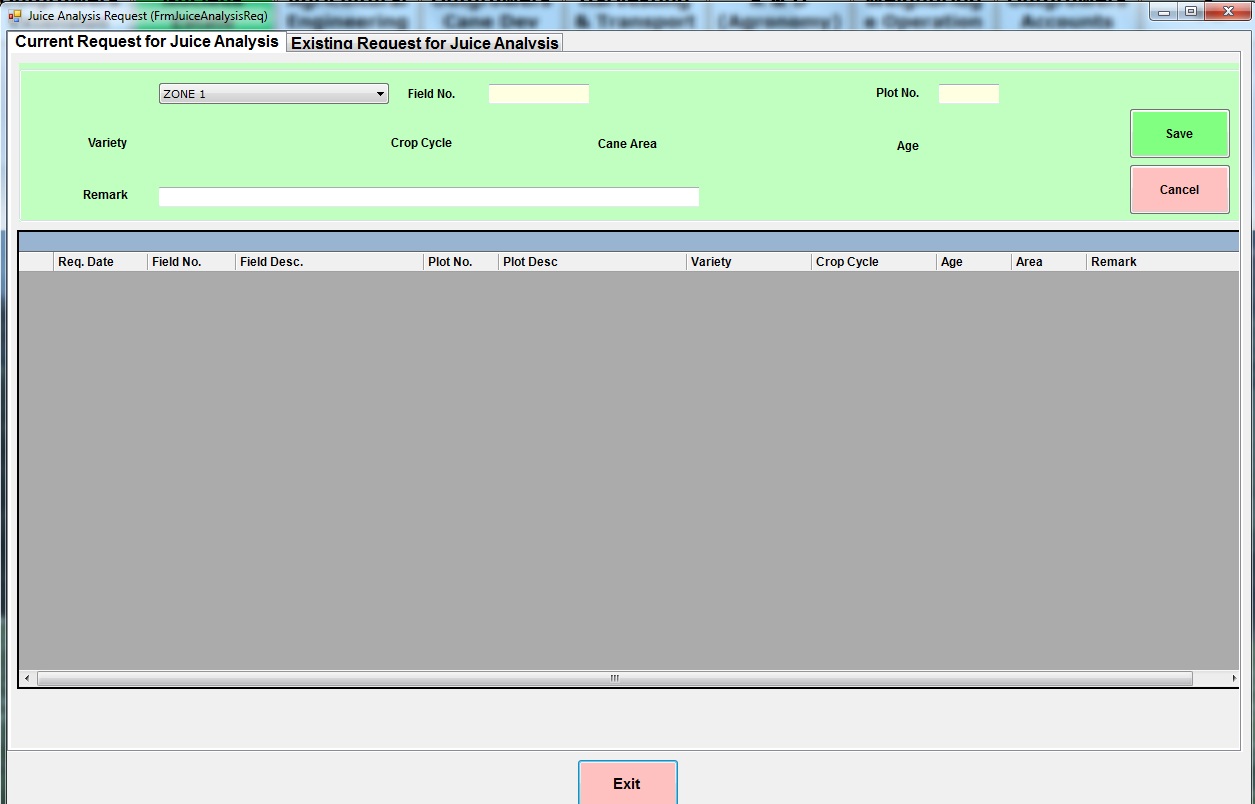 Juice Analysis Request (FrmJuiceAnalysisReq)
Engineering Cane Dev & Transport (Agronomy) e Operation Accounts
Current Request for Juice Analysis Existing Request for Juice Analysis
ZONE 1 Field No. Plot No.
Variety Crop Cycle Cane Area Age
Save
Remark
Cancel
Req. Date Field No. Field Desc. Plot No. Plot Desc Variety Crop Cycle Age Area Remark
Exit